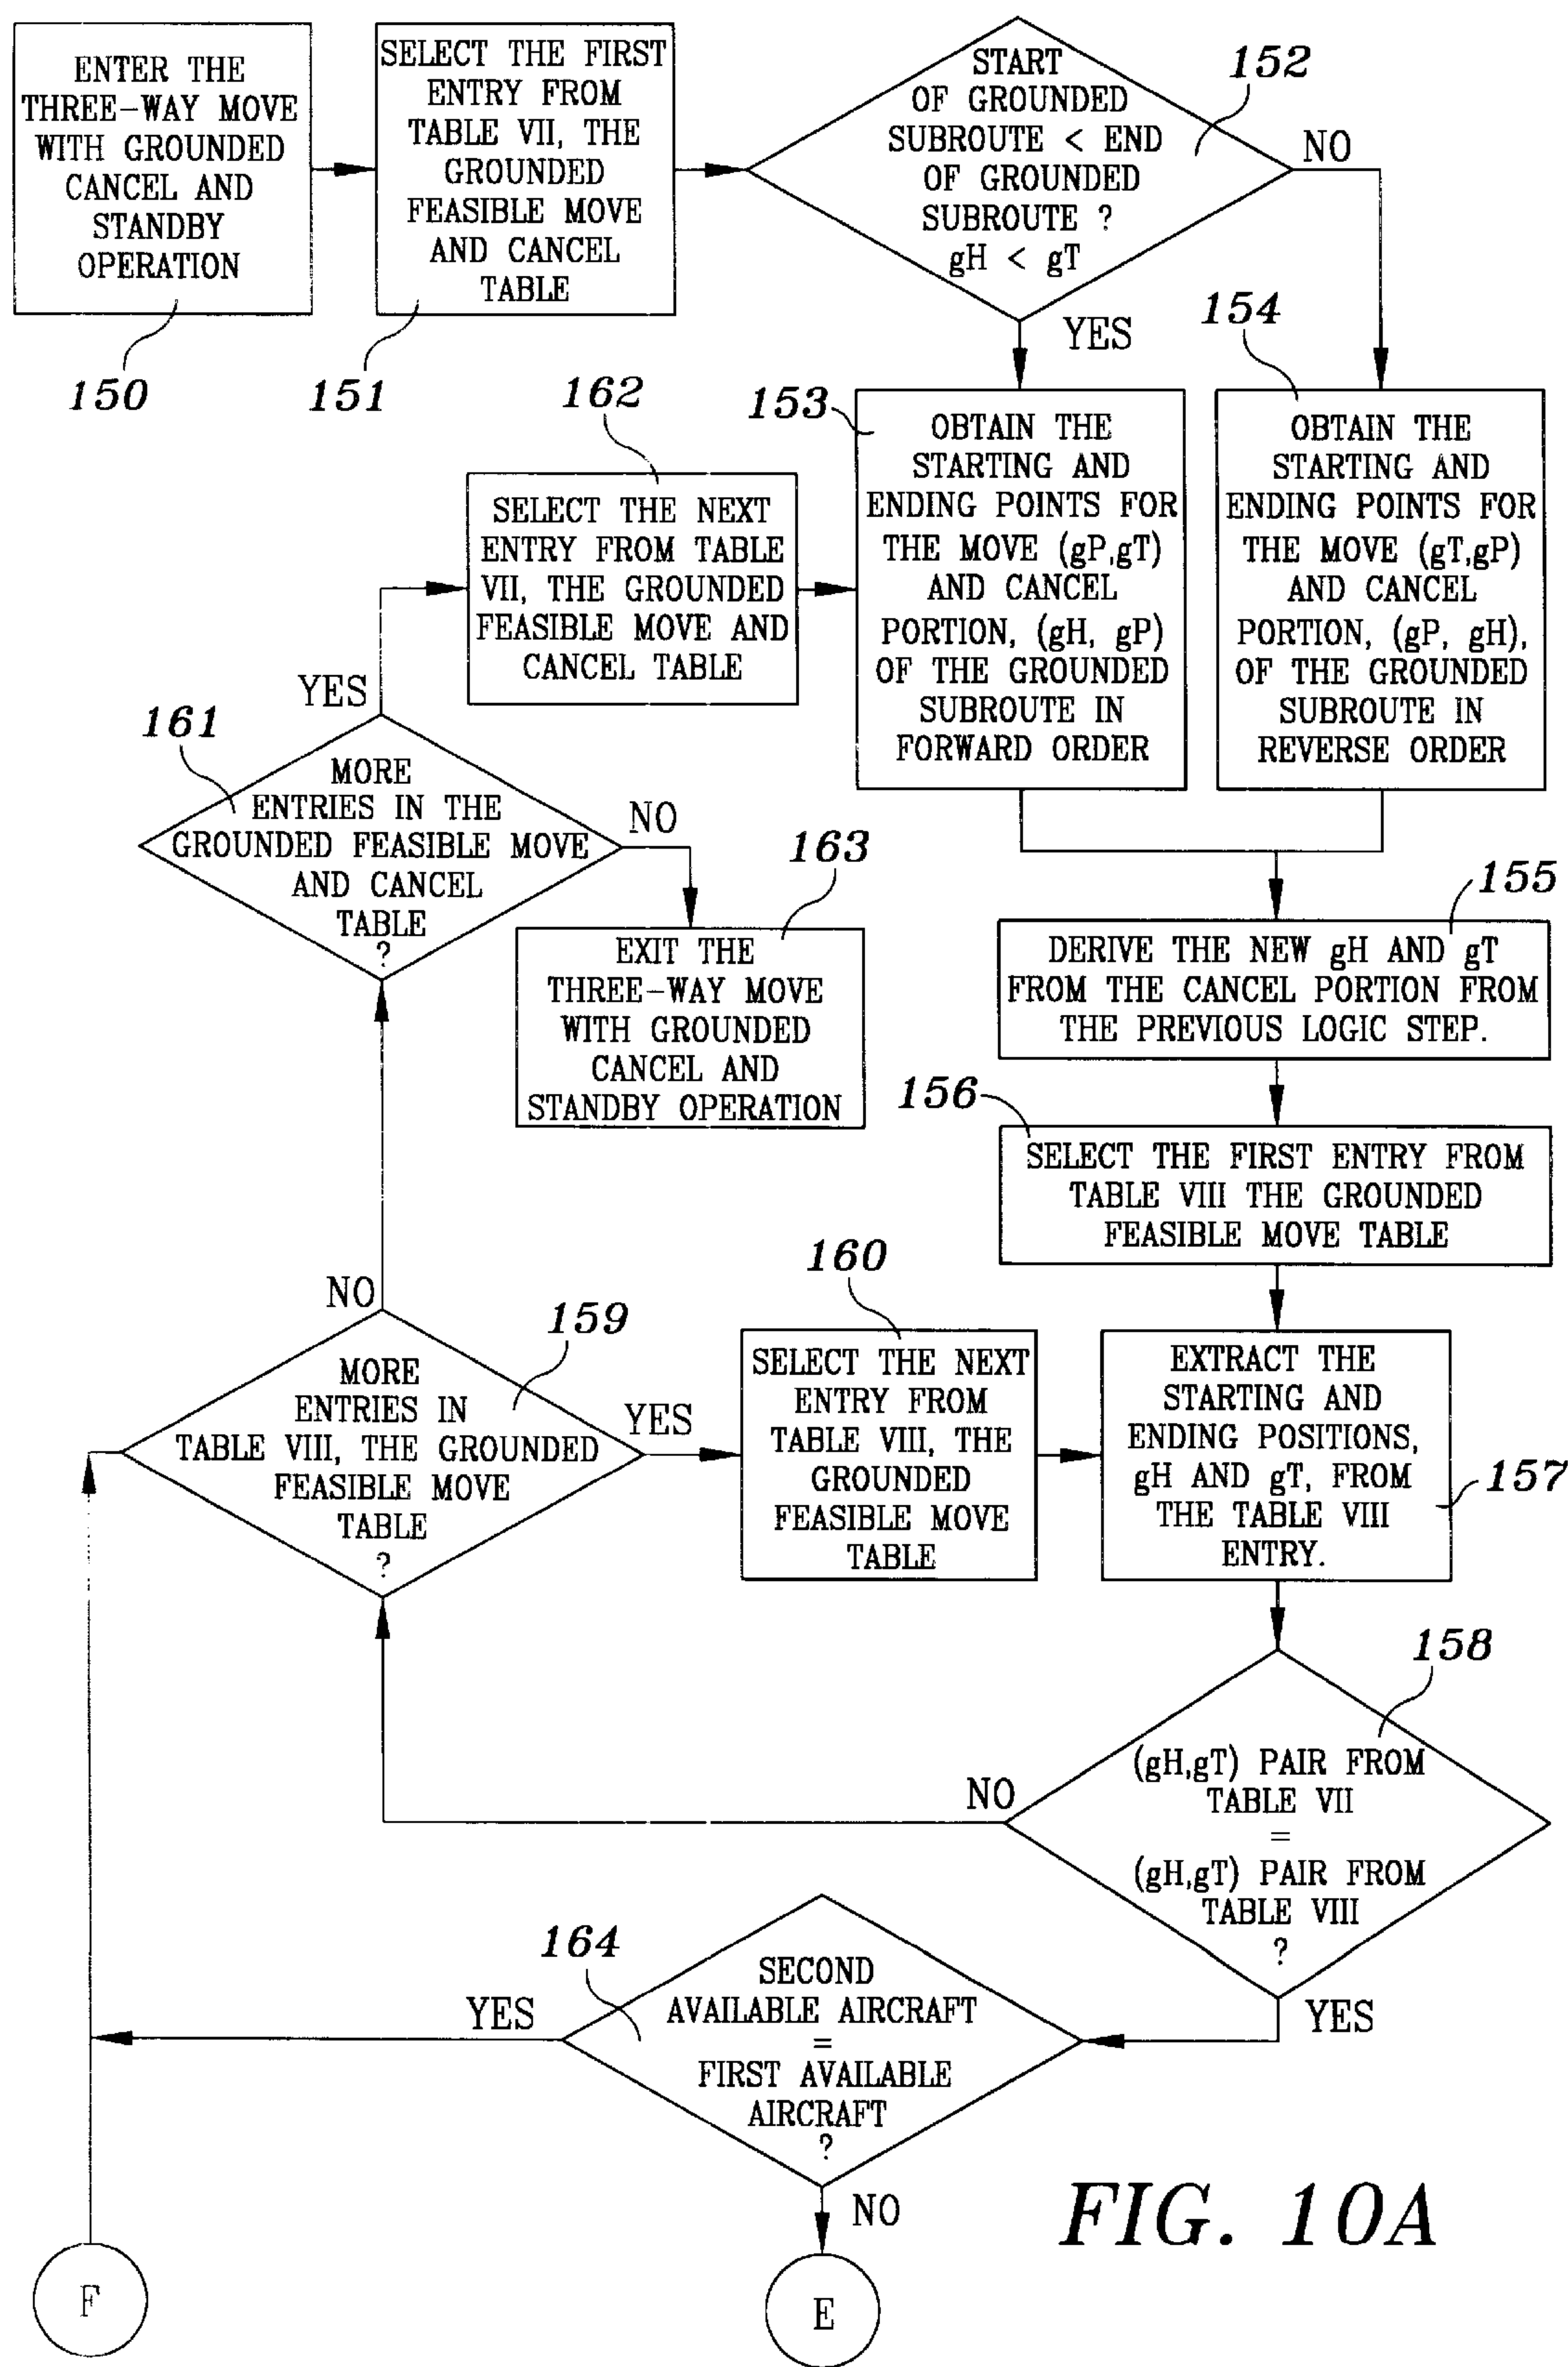 ENTER THE
THREE-WAY MOVE
WITH GROUNDED
CANCEL AND
STANDBY
OPERATION
150
SELECT THE FIRST
ENTRY FROM
TABLE VII, THE
GROUNDED
FEASIBLE MOVE
AND CANCEL
TABLE
151
START
OF GROUNDED
SUBROUTE < END
OF GROUNDED
SUBROUTE ?
gH < gT
152
NO
YES
153
OBTAIN THE
STARTING AND
ENDING POINTS FOR
THE MOVE (gP,gT)
AND CANCEL
PORTION, (gH, gP)
OF THE GROUNDED
SUBROUTE IN
FORWARD ORDER
154
OBTAIN THE
STARTING AND
ENDING POINTS FOR
THE MOVE (gT,gP)
AND CANCEL
PORTION, (gP, gH),
OF THE GROUNDED
SUBROUTE IN
REVERSE ORDER
162
SELECT THE NEXT
ENTRY FROM TABLE
VII, THE GROUNDED
FEASIBLE MOVE AND
CANCEL TABLE
YES
161
MORE
ENTRIES IN THE
GROUNDED FEASIBLE MOVE
AND CANCEL
TABLE
?
NO
163
EXIT THE
THREE-WAY MOVE
WITH GROUNDED
CANCEL AND
STANDBY OPERATION
155
DERIVE THE NEW gH AND gT
FROM THE CANCEL PORTION FROM
THE PREVIOUS LOGIC STEP.
156
SELECT THE FIRST ENTRY FROM
TABLE VIII THE GROUNDED
FEASIBLE MOVE TABLE
NO
159
MORE
ENTRIES IN
TABLE VIII, THE GROUNDED
FEASIBLE MOVE
TABLE
?
YES
160
SELECT THE NEXT
ENTRY FROM
TABLE VIII, THE
GROUNDED
FEASIBLE MOVE
TABLE
EXTRACT THE
STARTING AND
ENDING POSITIONS,
gH AND gT, FROM
THE TABLE VIII
ENTRY.
157
158
(gH,gT) PAIR FROM
TABLE VII
=
(gH,gT) PAIR FROM
TABLE VIII
?
NO
YES
164
SECOND
AVAILABLE AIRCRAFT
=
FIRST AVAILABLE
AIRCRAFT
?
YES
NO
F
E
FIG. 10A